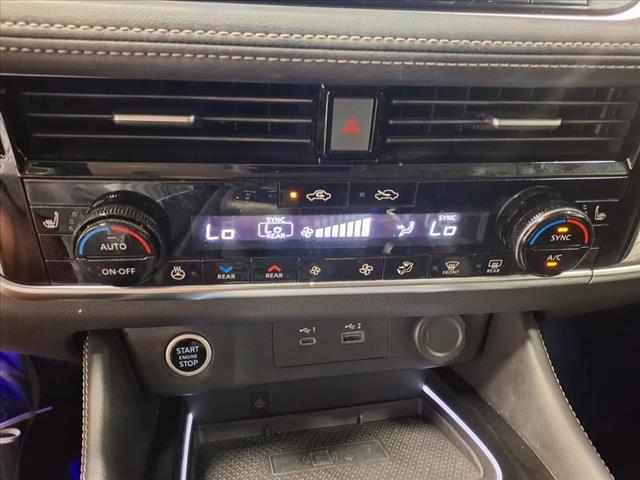 SYNC
SYNC
Lo
Lo
REAR
Lo
AUTO
ON·OFF
SYNC
A/C
REAR
REAR
FRONT
REAR
START
ENGINE
STOP
1
2